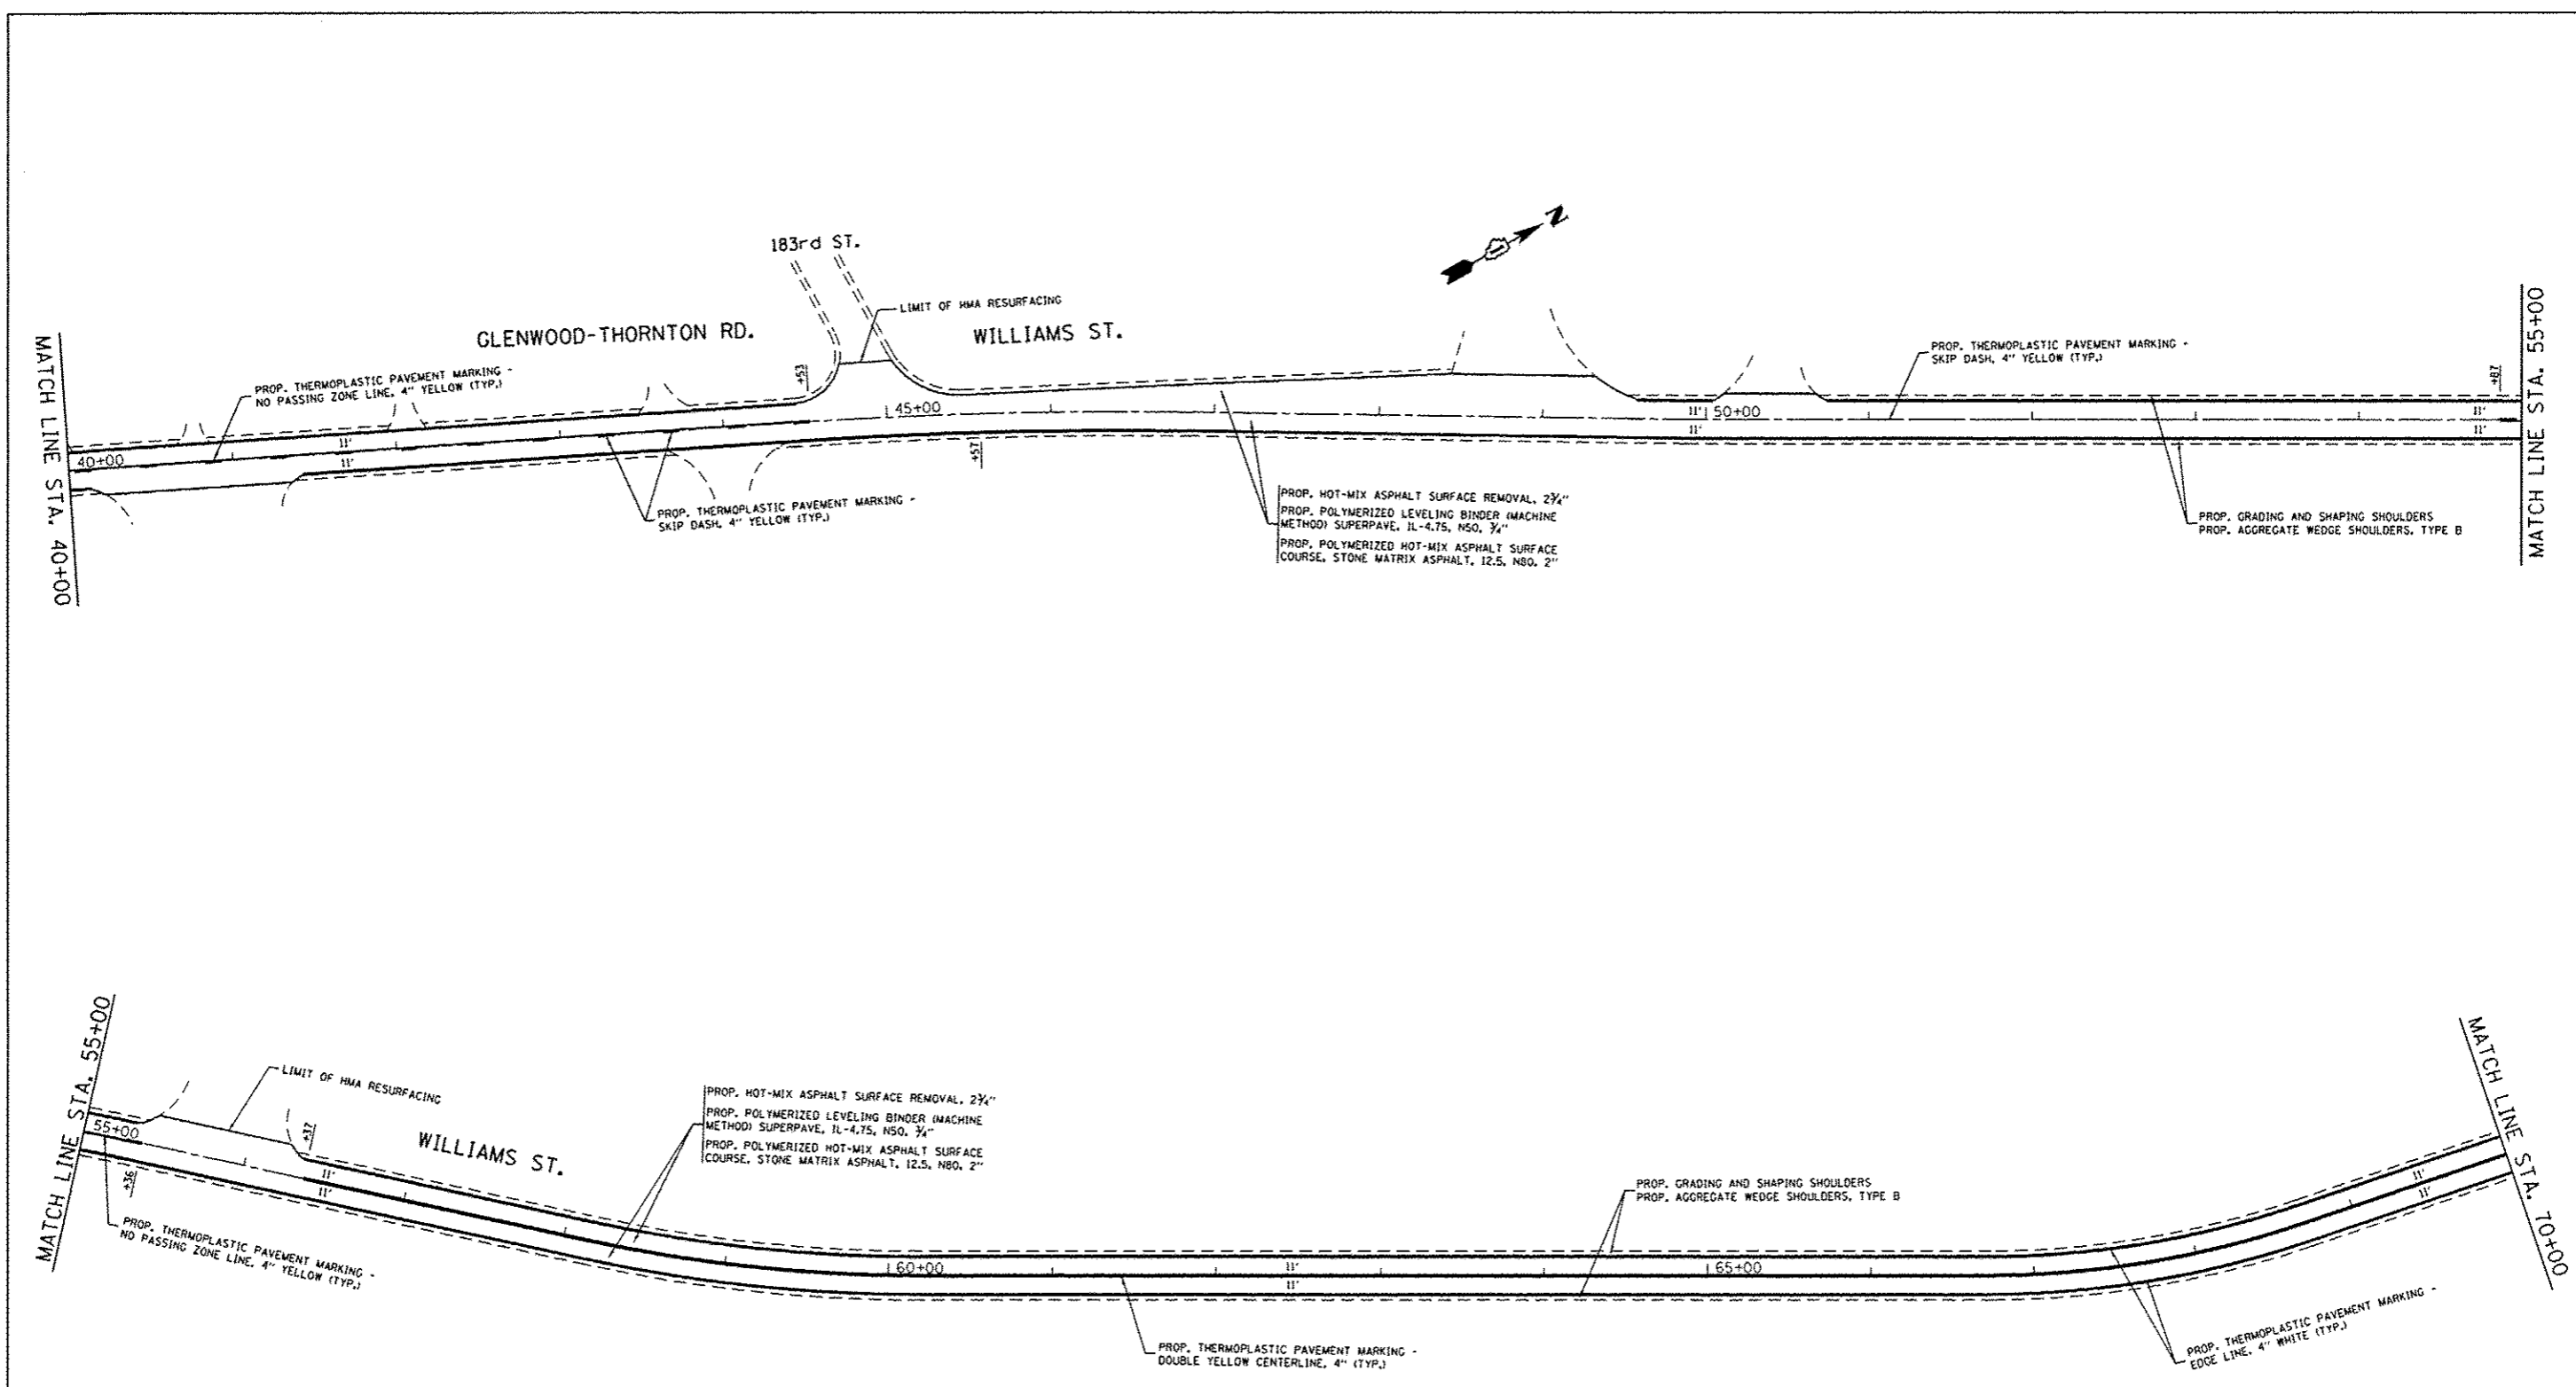 183rd ST.
N
LIMIT OF HMA RESURFACING
GLENWOOD-THORNTON RD.
WILLIAMS ST.
MATCH LINE STA. 40+00
PROP. THERMOPLASTIC PAVEMENT MARKING -
NO PASSING ZONE LINE, 4" YELLOW (TYP.)
+53
PROP. THERMOPLASTIC PAVEMENT MARKING -
SKIP DASH, 4" YELLOW (TYP.)
+87
MATCH LINE STA. 55+00
40+00
11'
11'
45+00
+57
11'
11'
50+00
11'
11'
PROP. THERMOPLASTIC PAVEMENT MARKING -
SKIP DASH, 4" YELLOW (TYP.)
PROP. HOT-MIX ASPHALT SURFACE REMOVAL, 2¾"
PROP. POLYMERIZED LEVELING BINDER (MACHINE
METHOD) SUPERPAVE, IL-4.75, N50, ¾"
PROP. POLYMERIZED HOT-MIX ASPHALT SURFACE
COURSE, STONE MATRIX ASPHALT, 12.5, N80, 2"
PROP. GRADING AND SHAPING SHOULDERS
PROP. AGGREGATE WEDGE SHOULDERS, TYPE B
MATCH LINE STA. 55+00
LIMIT OF HMA RESURFACING
55+00
+36
+37
11'
11'
WILLIAMS ST.
PROP. HOT-MIX ASPHALT SURFACE REMOVAL, 2¾"
PROP. POLYMERIZED LEVELING BINDER (MACHINE
METHOD) SUPERPAVE, IL-4.75, N50, ¾"
PROP. POLYMERIZED HOT-MIX ASPHALT SURFACE
COURSE, STONE MATRIX ASPHALT, 12.5, N80, 2"
PROP. THERMOPLASTIC PAVEMENT MARKING -
NO PASSING ZONE LINE, 4" YELLOW (TYP.)
PROP. GRADING AND SHAPING SHOULDERS
PROP. AGGREGATE WEDGE SHOULDERS, TYPE B
60+00
11'
11'
65+00
11'
11'
MATCH LINE STA. 70+00
PROP. THERMOPLASTIC PAVEMENT MARKING -
DOUBLE YELLOW CENTERLINE, 4" (TYP.)
PROP. THERMOPLASTIC PAVEMENT MARKING -
EDGE LINE, 4" WHITE (TYP.)